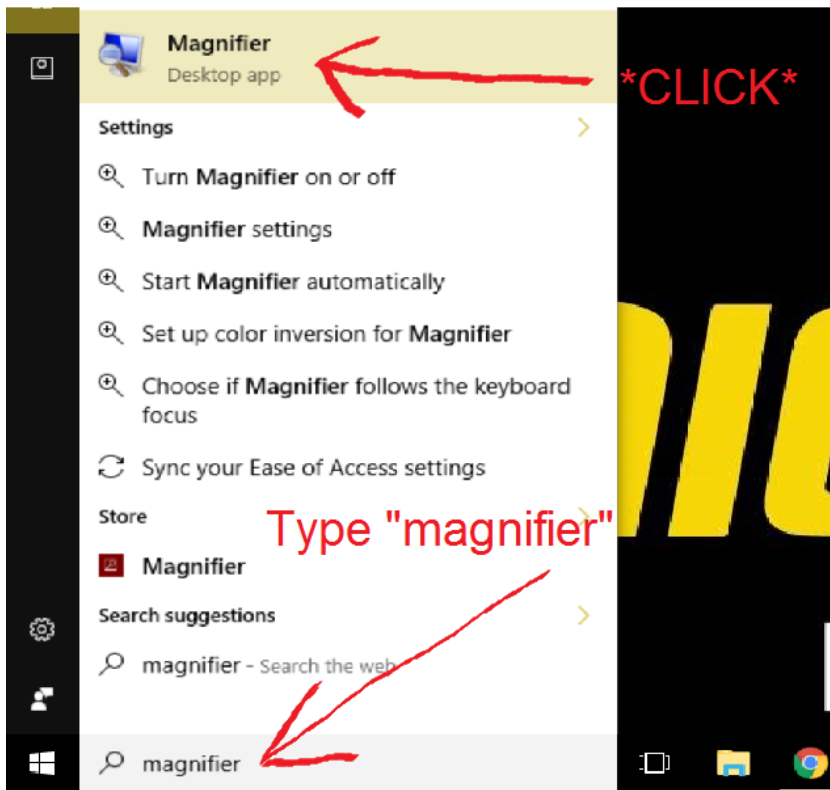 Magnifier
Desktop app
*CLICK*
Settings
Turn Magnifier on or off
Magnifier settings
Start Magnifier automatically
Set up color inversion for Magnifier
Choose if Magnifier follows the keyboard
focus
Sync your Ease of Access settings
Store
Type "magnifier"
Magnifier
Search suggestions
magnifier - Search the web
magnifier